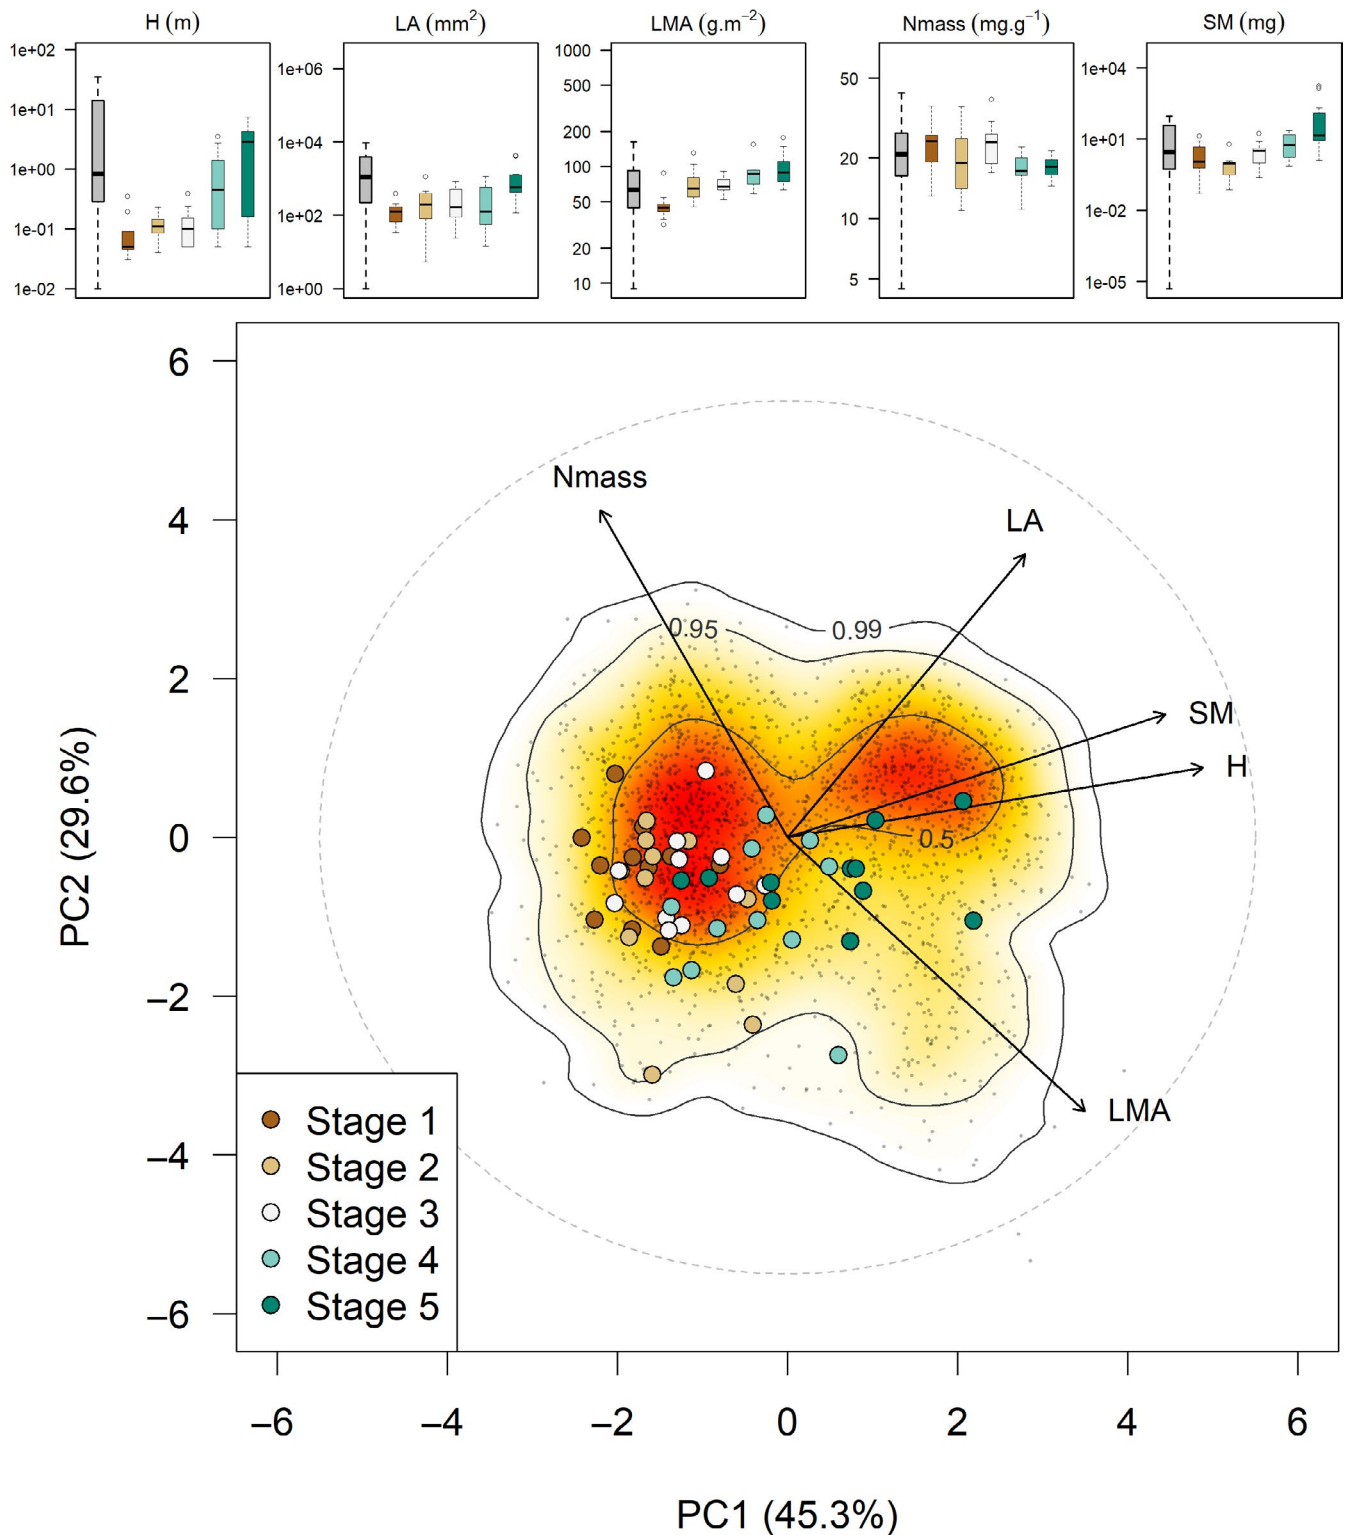 H (m)
LA (mm²)
LMA (g.m⁻²)
Nmass (mg.g⁻¹)
SM (mg)
1e+02
1e+01
1e+00
1e-01
1e-02
1e+06
1e+04
1e+02
1e+00
1000
500
200
100
50
20
10
50
20
10
5
1e+04
1e+01
1e-02
1e-05
6
4
2
0
−2
−4
−6
PC2 (29.6%)
Nmass
LA
0.95
0.99
SM
H
0.5
LMA
Stage 1
Stage 2
Stage 3
Stage 4
Stage 5
−6
−4
−2
0
2
4
6
PC1 (45.3%)